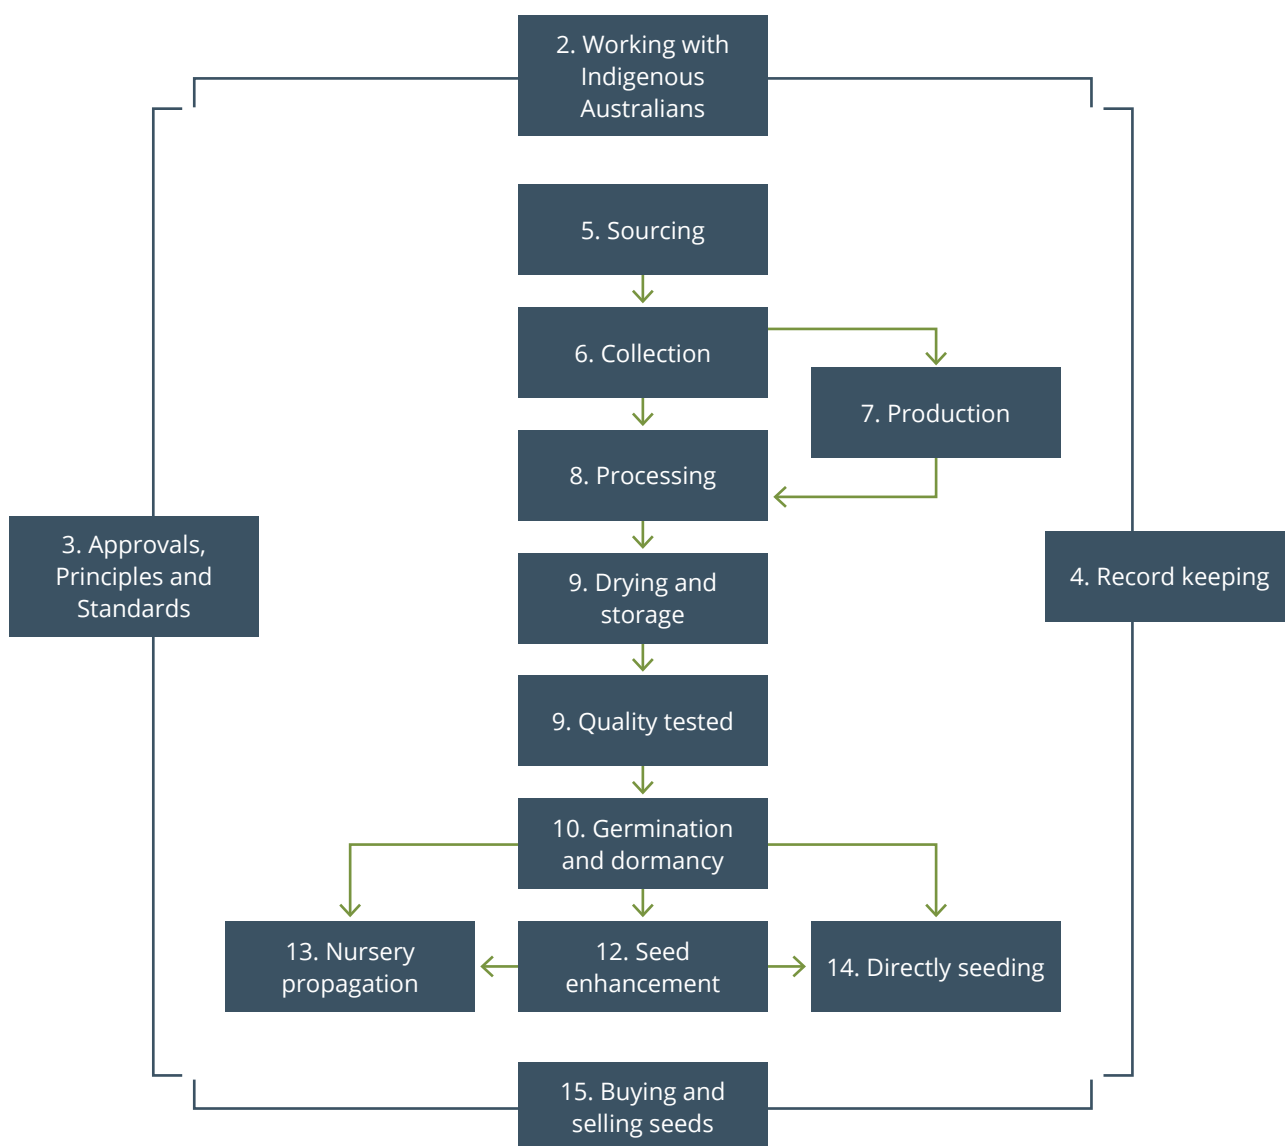 2. Working with
Indigenous
Australians
5. Sourcing
6. Collection
7. Production
8. Processing
3. Approvals,
Principles and
Standards
9. Drying and
storage
4. Record keeping
9. Quality tested
10. Germination
and dormancy
13. Nursery
propagation
12. Seed
enhancement
14. Directly seeding
15. Buying and
selling seeds